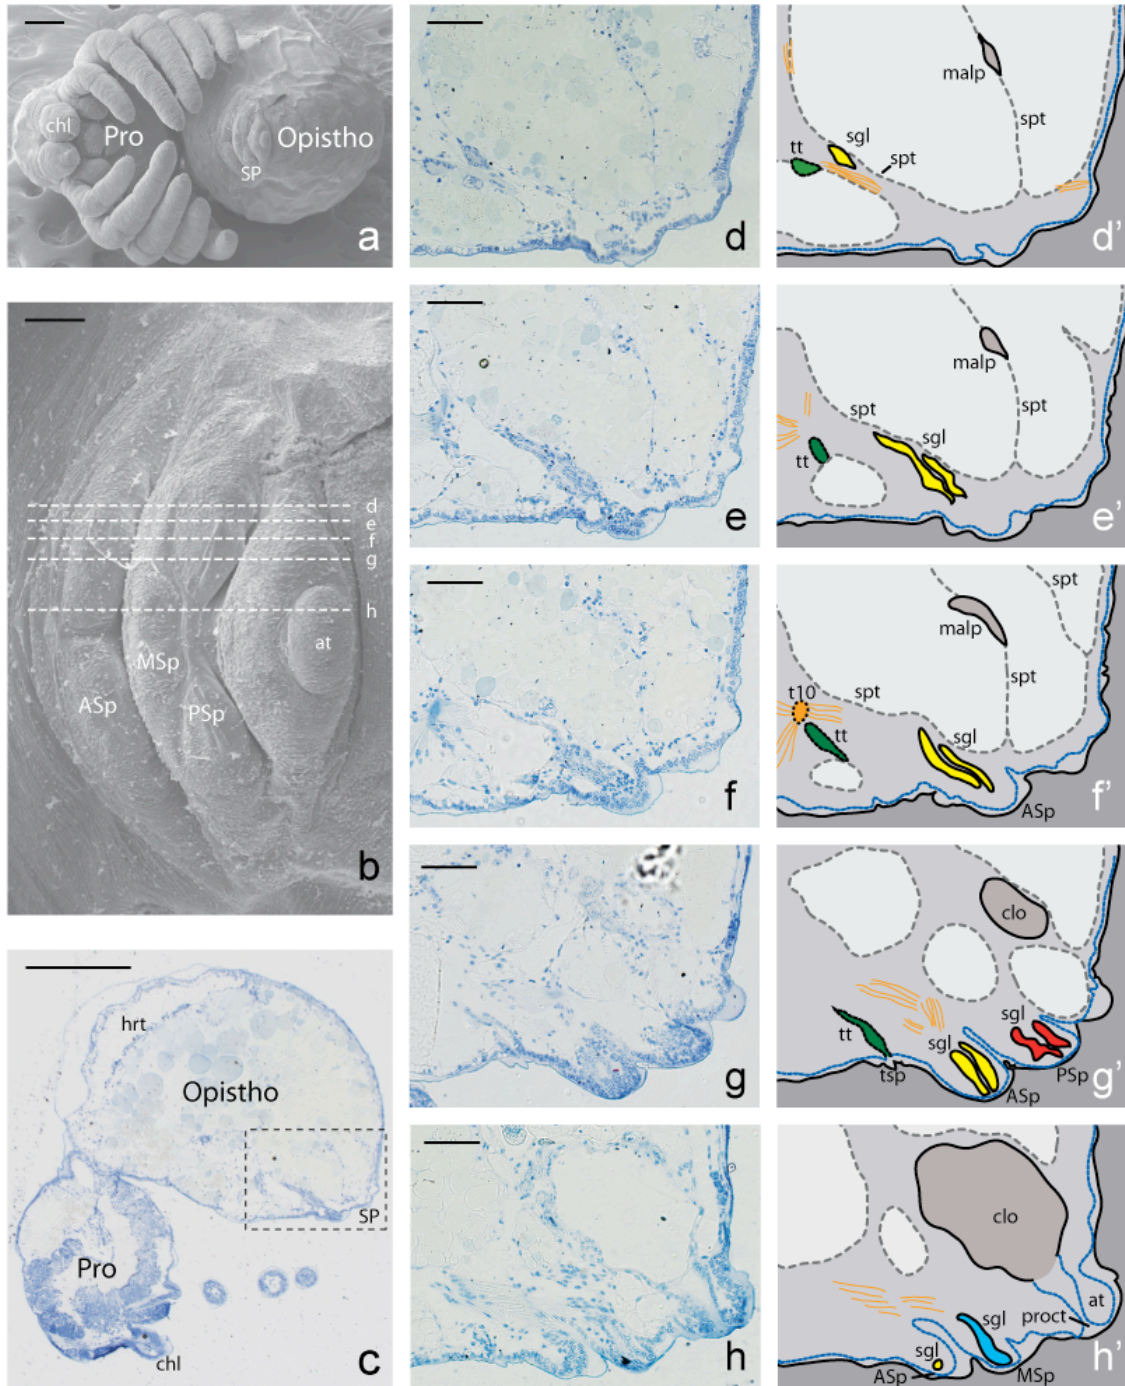 chl
Pro
SP
Opistho
a
d
malp
spt
sgl
tt
spt
d'
d
e
f
g
h
at
MSp
ASp
PSp
b
e
malp
spt
spt
sgl
tt
e'
f
spt
malp
spt
t10
spt
tt
sgl
ASp
f'
hrt
Opistho
SP
Pro
chl
c
g
clo
sgl
tt
sgl
tsp
ASp
PSp
g'
h
clo
at
proct
sgl
sgl
ASp
MSp
h'